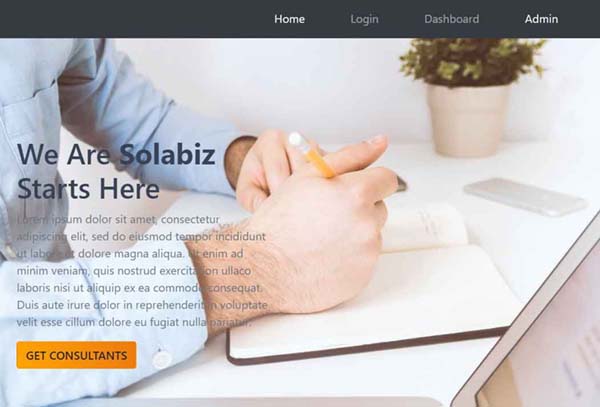 Home Login Dashboard Admin
We Are Solabiz
Starts Here
Lorem ipsum dolor sit amet, consectetur
adipiscing elit, sed do eiusmod tempor incididunt
ut labore et dolore magna aliqua. Ut enim ad
minim veniam, quis nostrud exercitation ullaco
laboris nisi ut aliquip ex ea commodo consequat.
Duis aute irure dolor in reprehenderit in voluptate
velit esse cillum dolore eu fugiat nulla pariatur.
GET CONSULTANTS